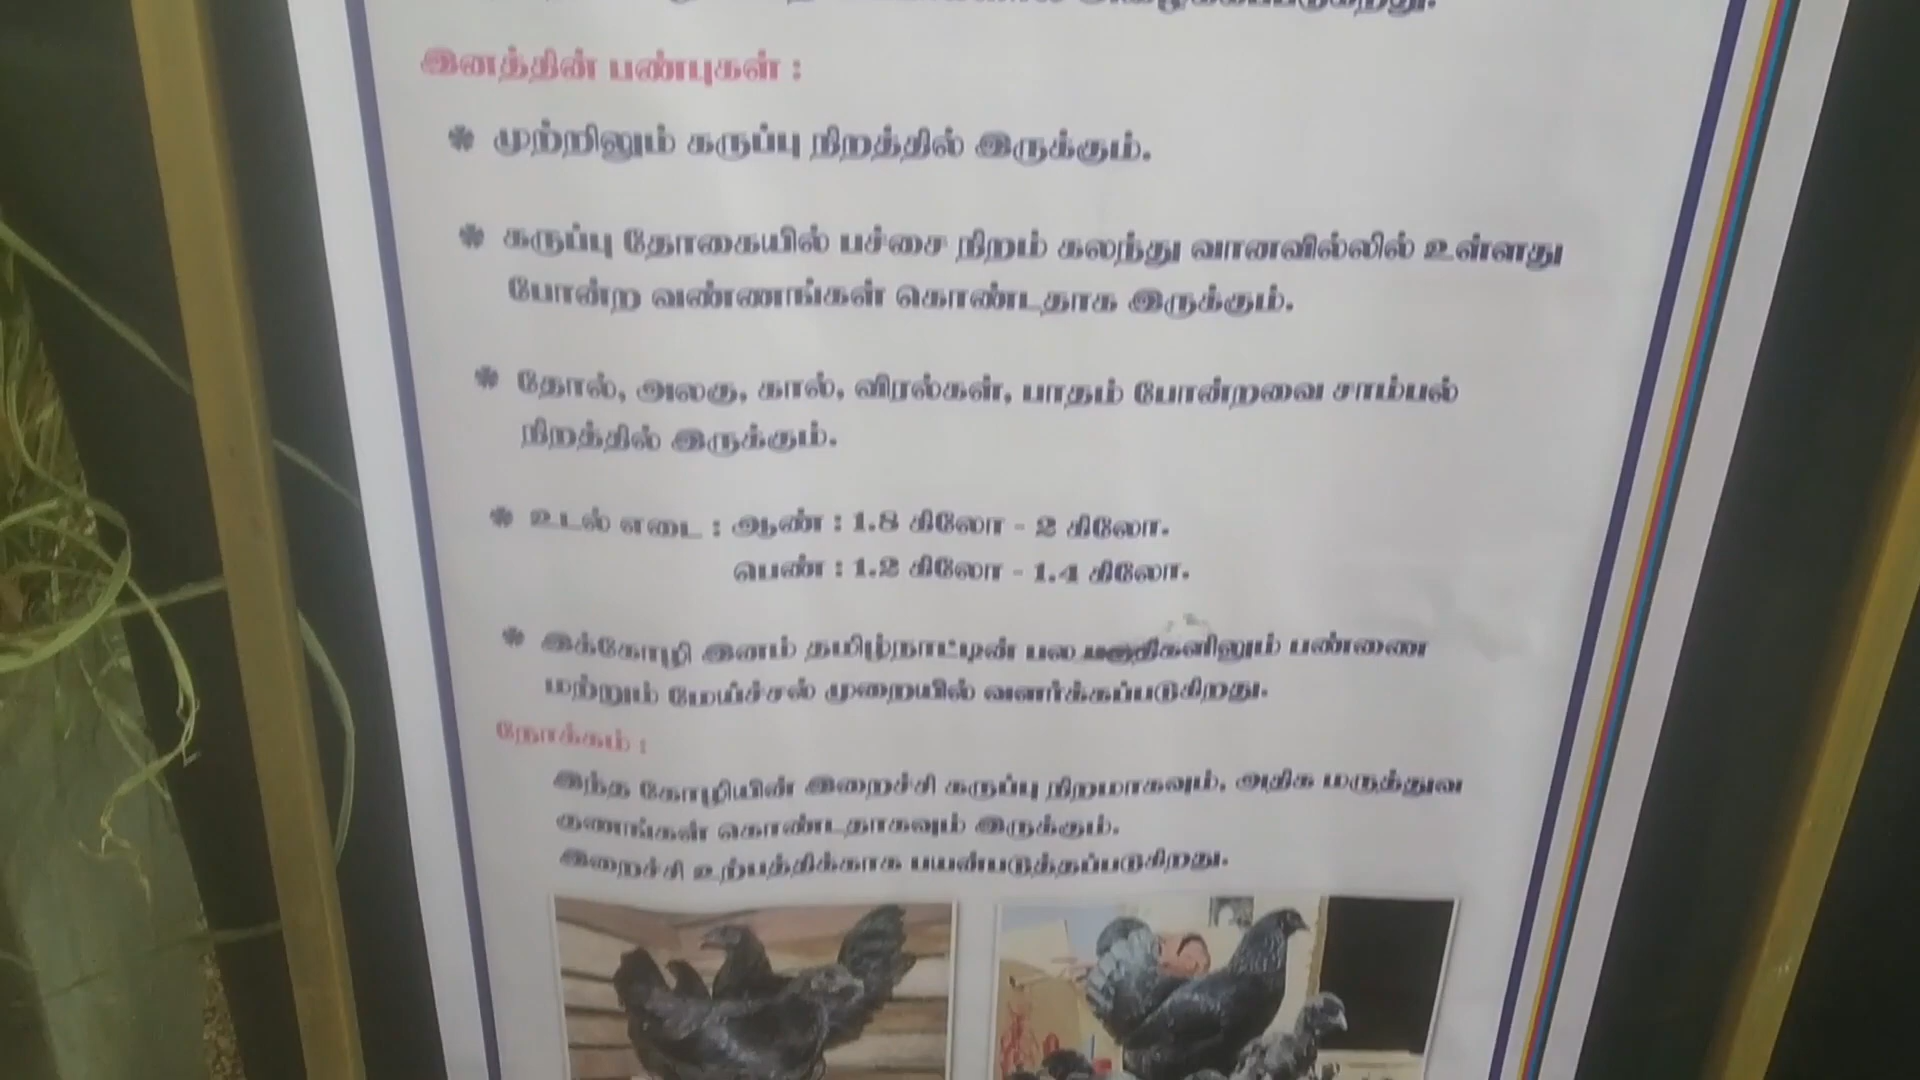 இனத்தின் பண்புகள் :
* முற்றிலும் கருப்பு நிறத்தில் இருக்கும்.
* கருப்பு தோகையில் பச்சை நிறம் கலந்து வானவில்லில் உள்ளது
போன்ற வண்ணங்கள் கொண்டதாக இருக்கும்.
* தோல், அலகு, கால், விரல்கள், பாதம் போன்றவை சாம்பல்
நிறத்தில் இருக்கும்.
* உடல் எடை : ஆண் : 1.8 கிலோ - 2 கிலோ.
பெண் : 1.2 கிலோ - 1.4 கிலோ.
* இக்கோழி இனம் தமிழ்நாட்டின் பல பகுதிகளிலும் பண்ணை
மற்றும் மேய்ச்சல் முறையில் வளர்க்கப்படுகிறது.
நோக்கம் :
இந்த கோழியின் இறைச்சி கருப்பு நிறமாகவும், அதிக மருத்துவ
குணங்கள் கொண்டதாகவும் இருக்கும்.
இறைச்சி உற்பத்திக்காக பயன்படுத்தப்படுகிறது.